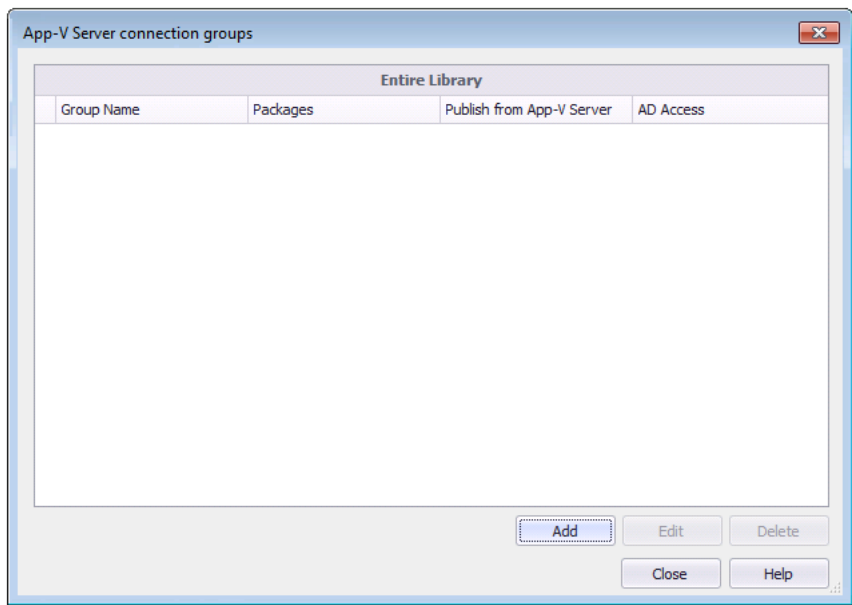 App-V Server connection groups
Entire Library
Group Name Packages Publish from App-V Server AD Access
Add Edit Delete
Close Help